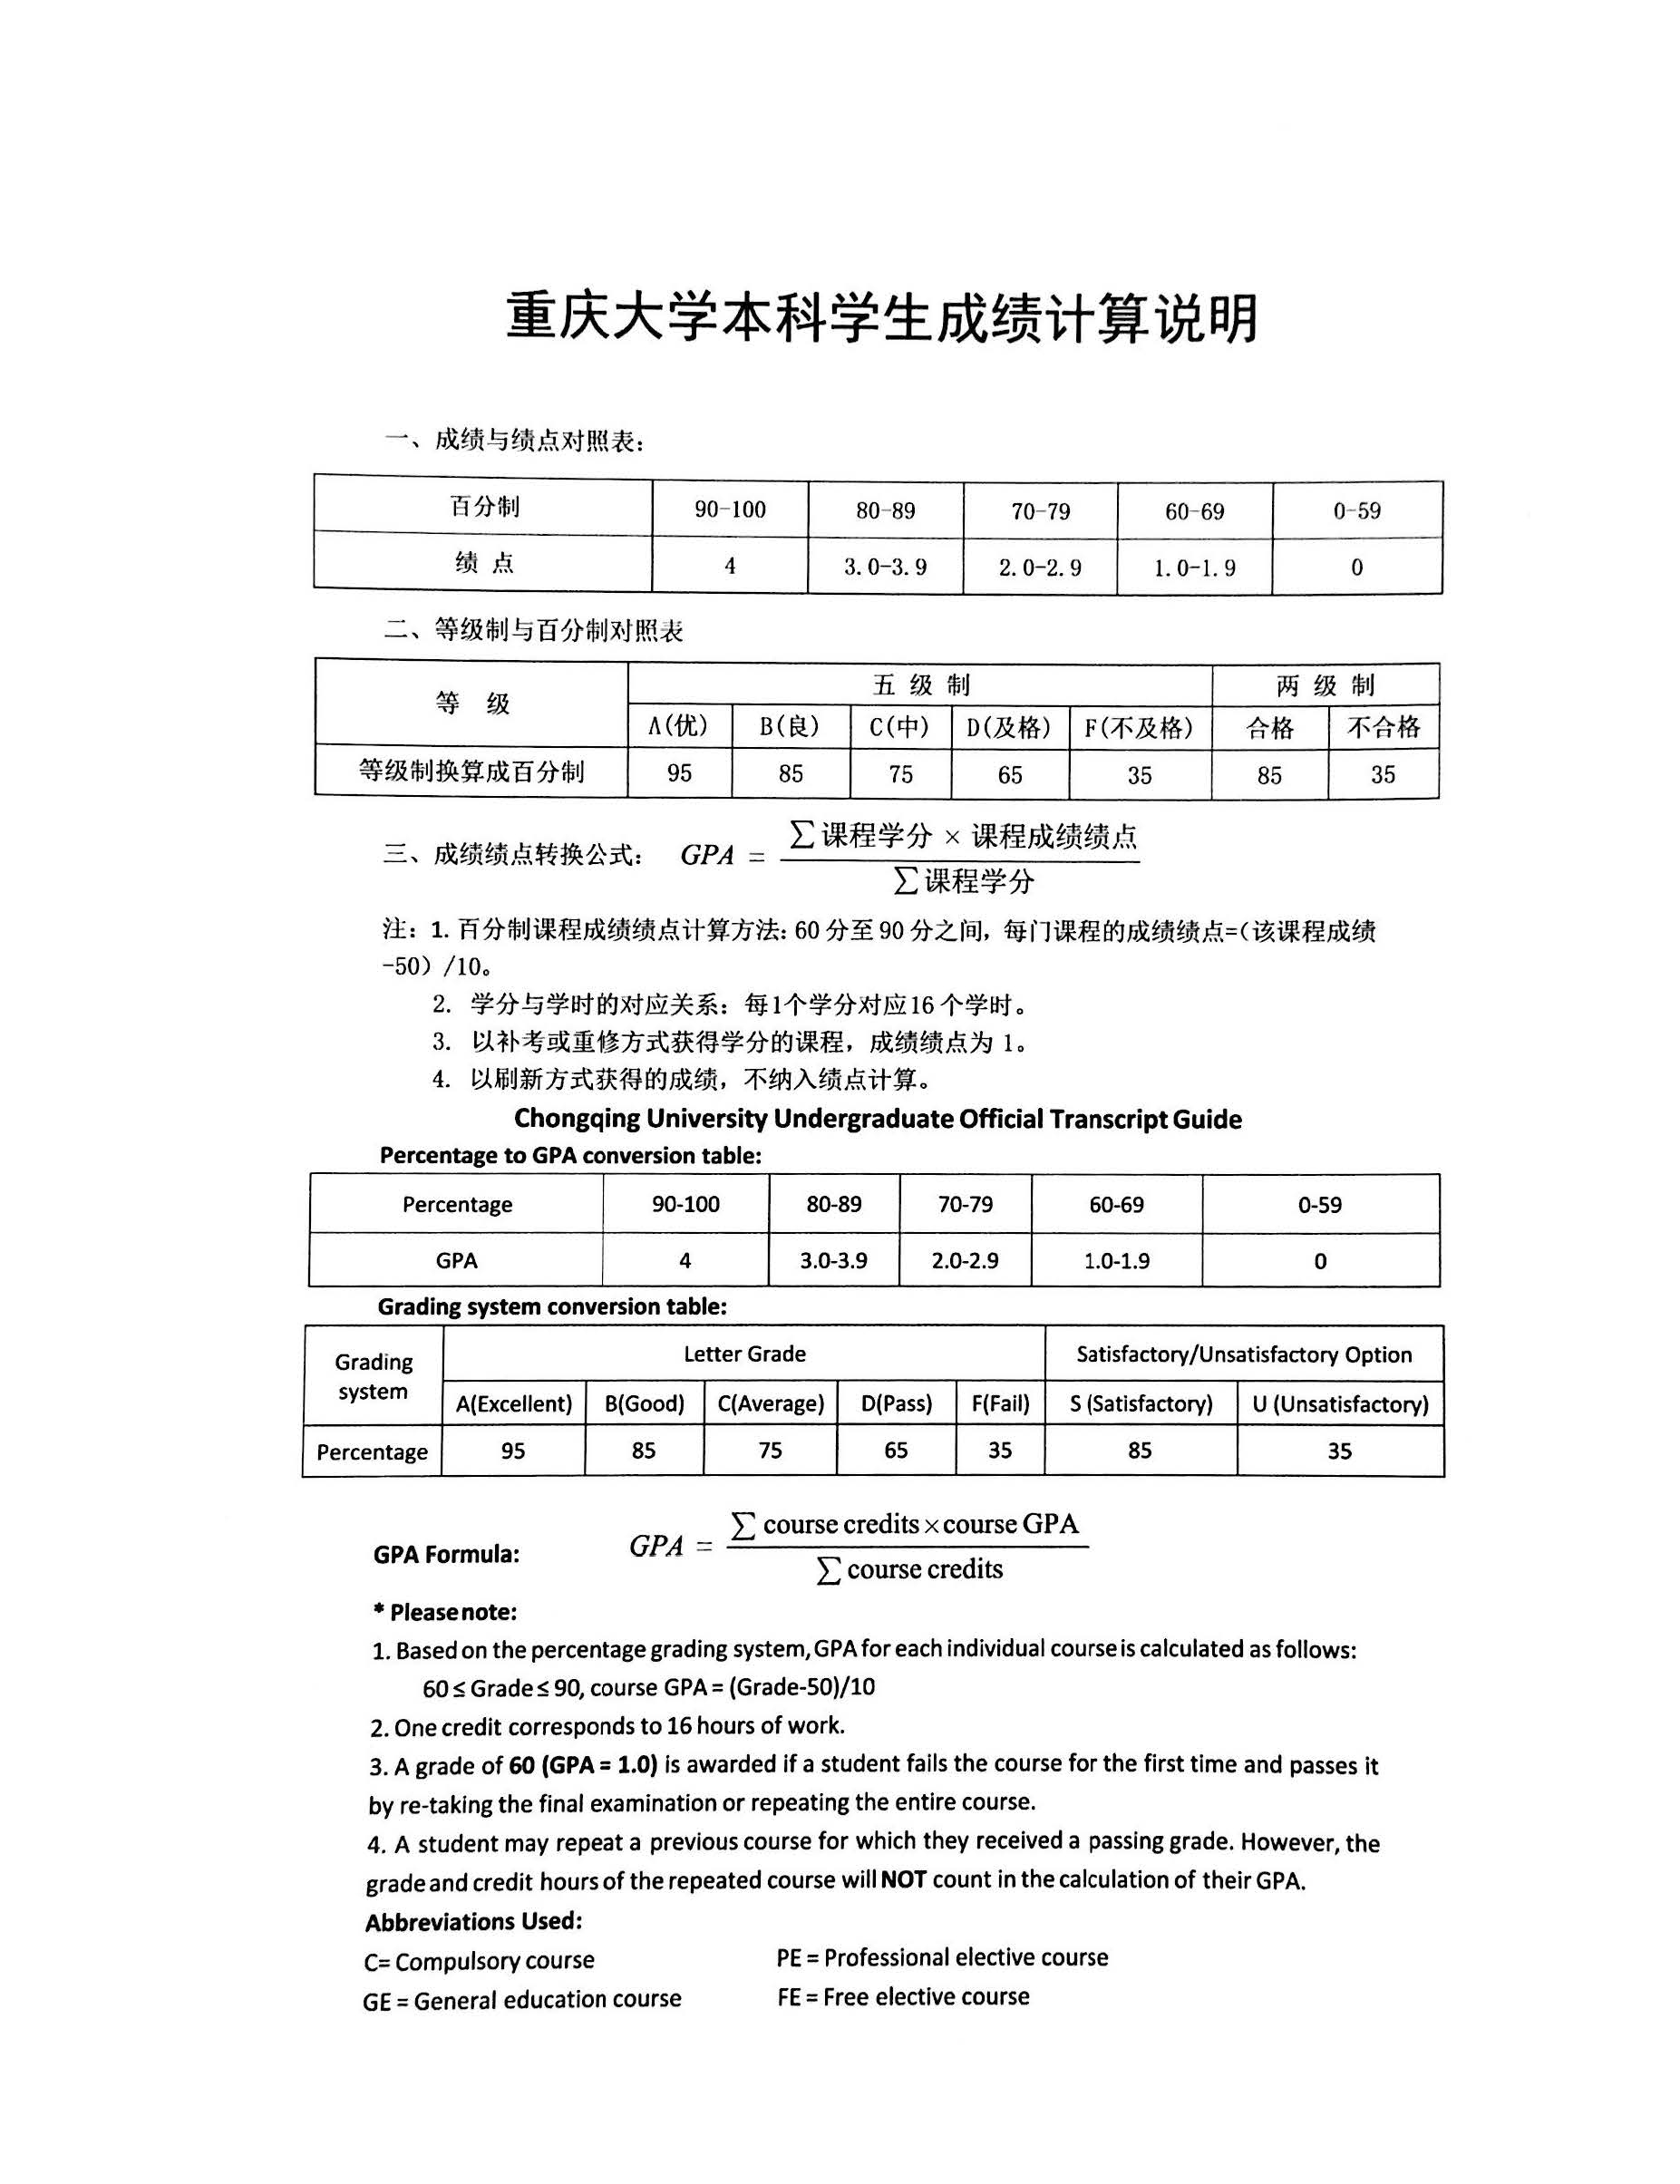 重庆大学本科学生成绩计算说明
一、成绩与绩点对照表：
百分制 90-100 80-89 70-79 60-69 0-59
绩 点 4 3.0-3.9 2.0-2.9 1.0-1.9 0
二、等级制与百分制对照表
等 级 五 级 制 两 级 制
A(优) B(良) C(中) D(及格) F(不及格) 合格 不合格
等级制换算成百分制 95 85 75 65 35 85 35
三、成绩绩点转换公式： GPA = ∑课程学分 × 课程成绩绩点
∑课程学分
注：1. 百分制课程成绩绩点计算方法：60 分至 90 分之间，每门课程的成绩绩点=（该课程成绩
-50）/10。
2. 学分与学时的对应关系：每1个学分对应16 个学时。
3. 以补考或重修方式获得学分的课程，成绩绩点为 1。
4. 以刷新方式获得的成绩，不纳入绩点计算。
Chongqing University Undergraduate Official Transcript Guide
Percentage to GPA conversion table:
Percentage 90-100 80-89 70-79 60-69 0-59
GPA 4 3.0-3.9 2.0-2.9 1.0-1.9 0
Grading system conversion table:
Grading system Letter Grade Satisfactory/Unsatisfactory Option
A(Excellent) B(Good) C(Average) D(Pass) F(Fail) S (Satisfactory) U (Unsatisfactory)
Percentage 95 85 75 65 35 85 35
GPA Formula: GPA = ∑ course credits × course GPA
∑ course credits
* Please note:
1. Based on the percentage grading system, GPA for each individual course is calculated as follows:
60 ≤ Grade ≤ 90, course GPA = (Grade-50)/10
2. One credit corresponds to 16 hours of work.
3. A grade of 60 (GPA = 1.0) is awarded if a student fails the course for the first time and passes it
by re-taking the final examination or repeating the entire course.
4. A student may repeat a previous course for which they received a passing grade. However, the
grade and credit hours of the repeated course will NOT count in the calculation of their GPA.
Abbreviations Used:
C= Compulsory course PE = Professional elective course
GE = General education course FE = Free elective course